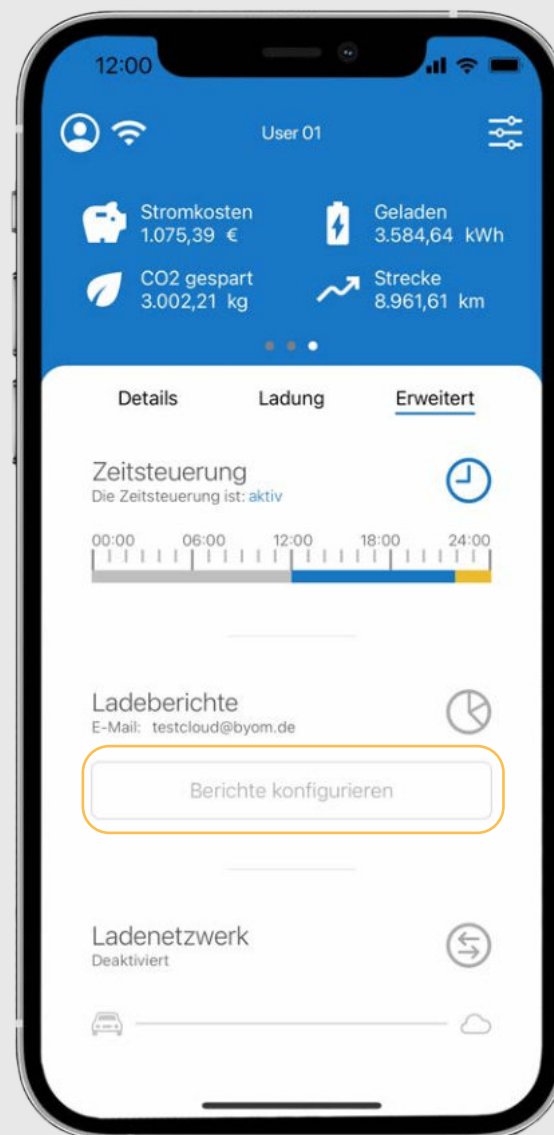 12:00
User 01
Stromkosten
1.075,39 €
Geladen
3.584,64 kWh
CO2 gespart
3.002,21 kg
Strecke
8.961,61 km
Details Ladung Erweitert
Zeitsteuerung
Die Zeitsteuerung ist: aktiv
00:00 06:00 12:00 18:00 24:00
Ladeberichte
E-Mail: testcloud@byom.de
Berichte konfigurieren
Ladenetzwerk
Deaktiviert